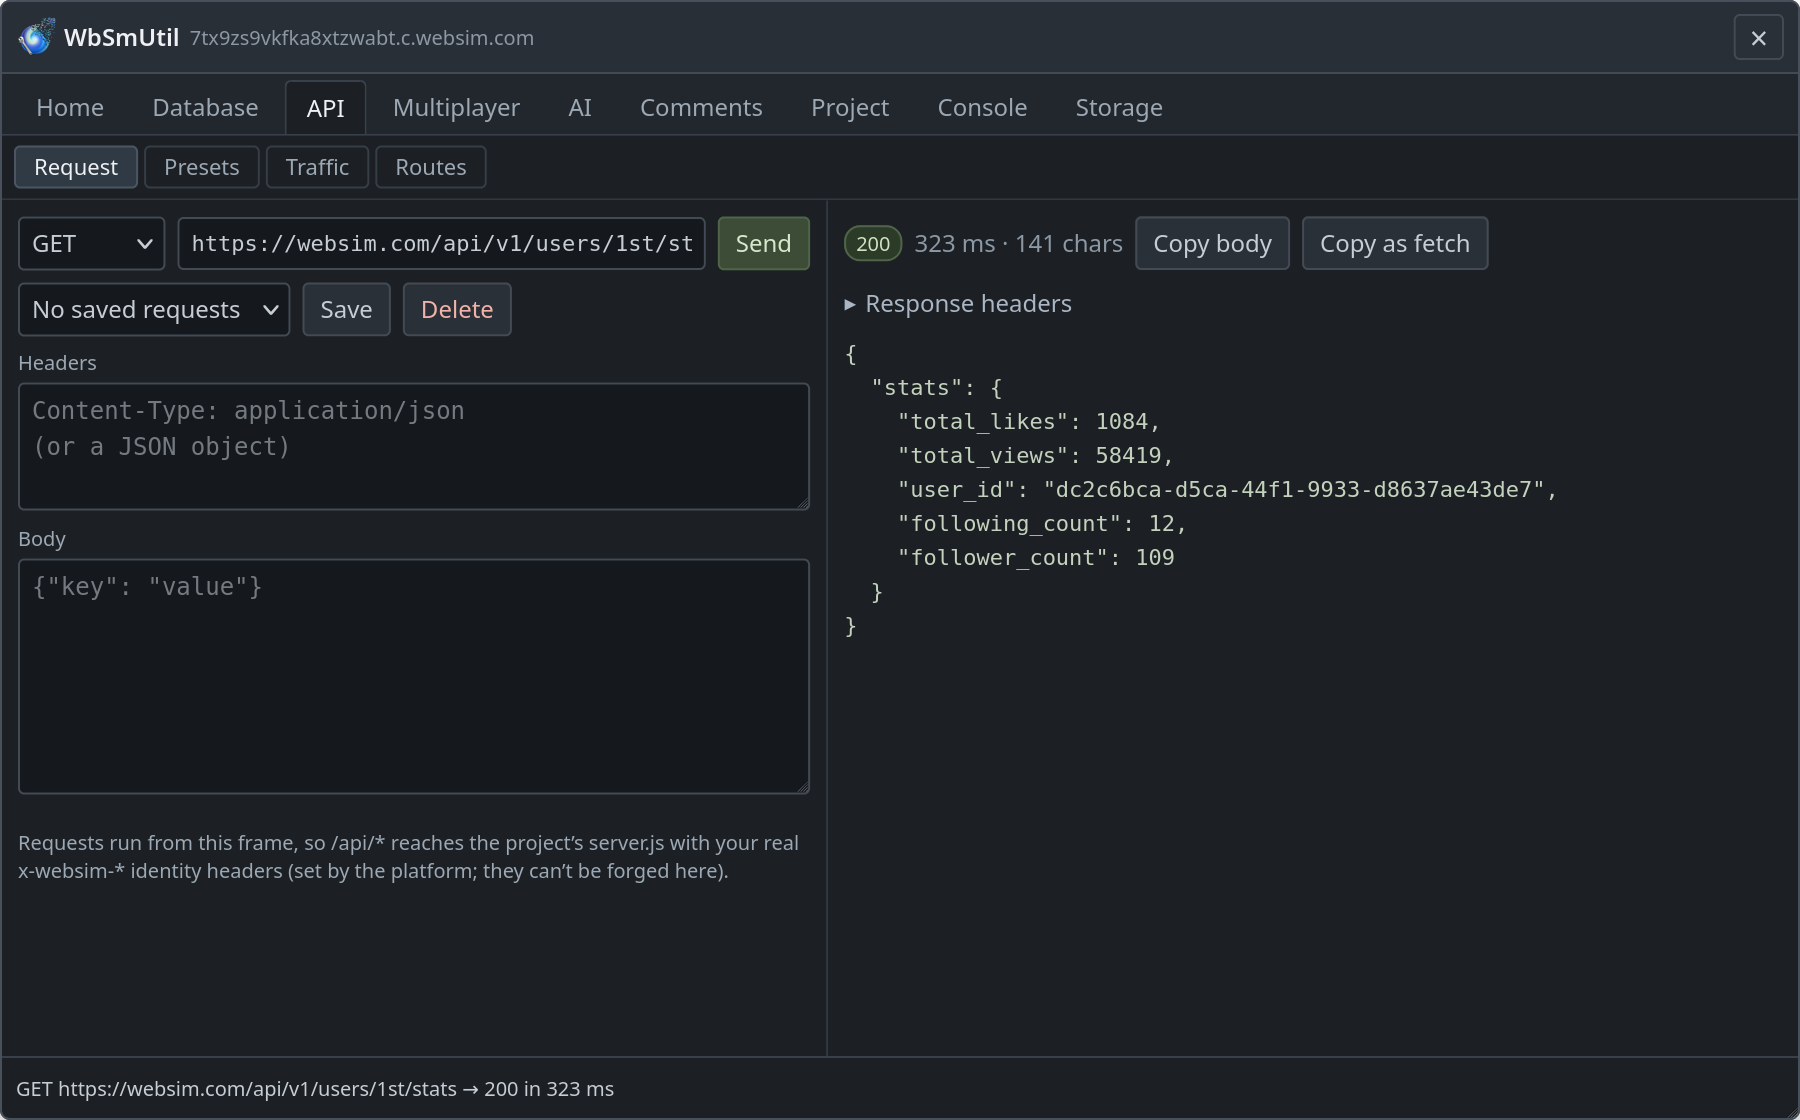 WbSmUtil 7tx9zs9vkfka8xtzwabt.c.websim.com ×
Home Database API Multiplayer AI Comments Project Console Storage
Request Presets Traffic Routes
GET https://websim.com/api/v1/users/1st/st Send
No saved requests Save Delete
Headers
Content-Type: application/json
(or a JSON object)
Body
{"key": "value"}
Requests run from this frame, so /api/* reaches the project’s server.js with your real
x-websim-* identity headers (set by the platform; they can’t be forged here).
200 323 ms · 141 chars Copy body Copy as fetch
▸ Response headers
{
  "stats": {
    "total_likes": 1084,
    "total_views": 58419,
    "user_id": "dc2c6bca-d5ca-44f1-9933-d8637ae43de7",
    "following_count": 12,
    "follower_count": 109
  }
}
GET https://websim.com/api/v1/users/1st/stats → 200 in 323 ms